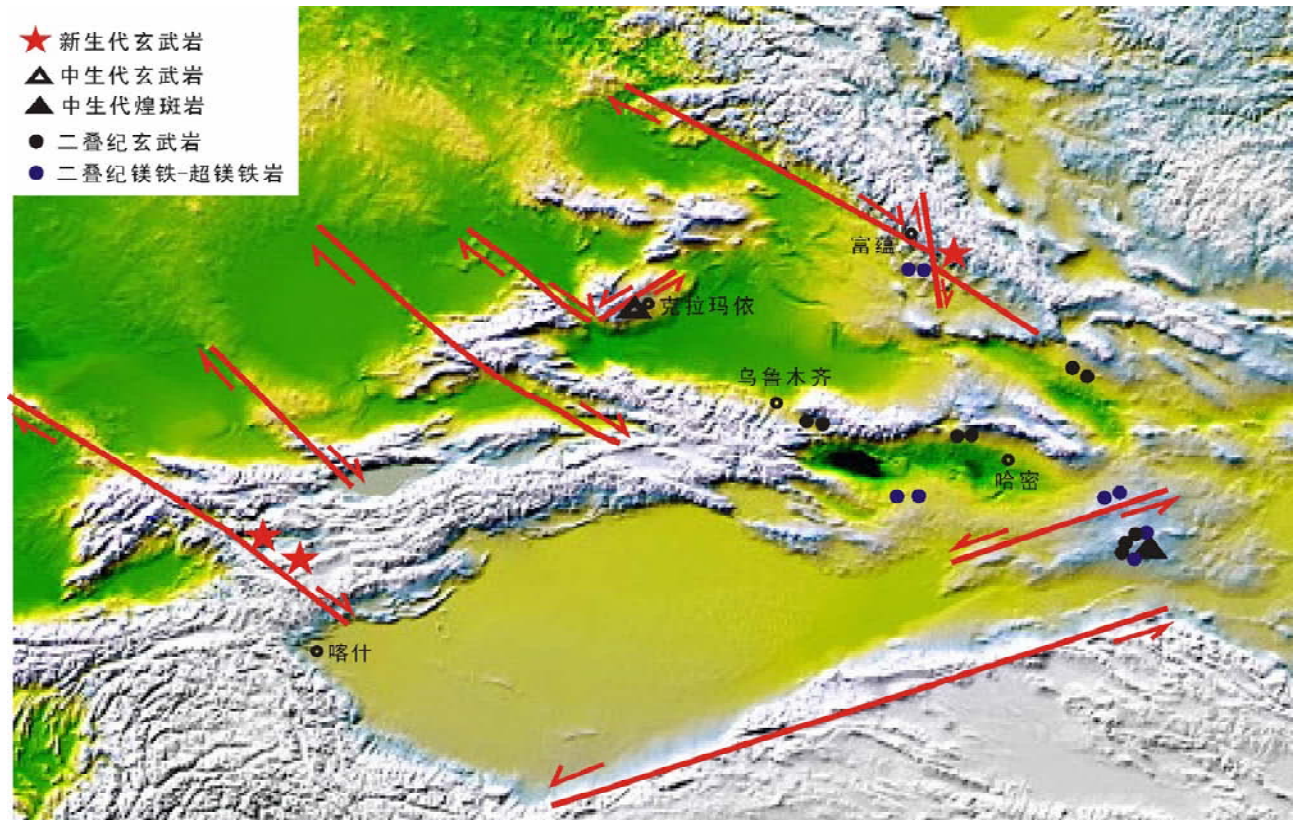 新生代玄武岩
中生代玄武岩
中生代煌斑岩
二叠纪玄武岩
二叠纪镁铁-超镁铁岩
富蕴
克拉玛依
乌鲁木齐
哈密
喀什